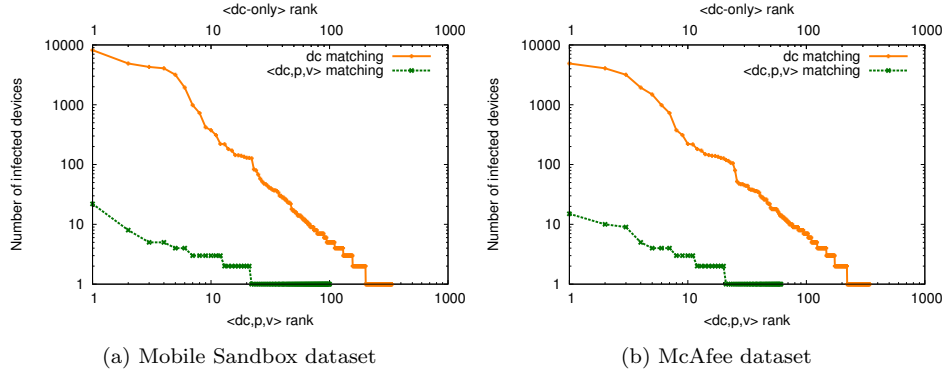 <dc-only> rank
1 10 100 1000
10000
1000
100
10
1
Number of infected devices
dc matching
<dc,p,v> matching
1 10 100 1000
<dc,p,v> rank
(a) Mobile Sandbox dataset
<dc-only> rank
1 10 100 1000
10000
1000
100
10
1
Number of infected devices
dc matching
<dc,p,v> matching
1 10 100 1000
<dc,p,v> rank
(b) McAfee dataset